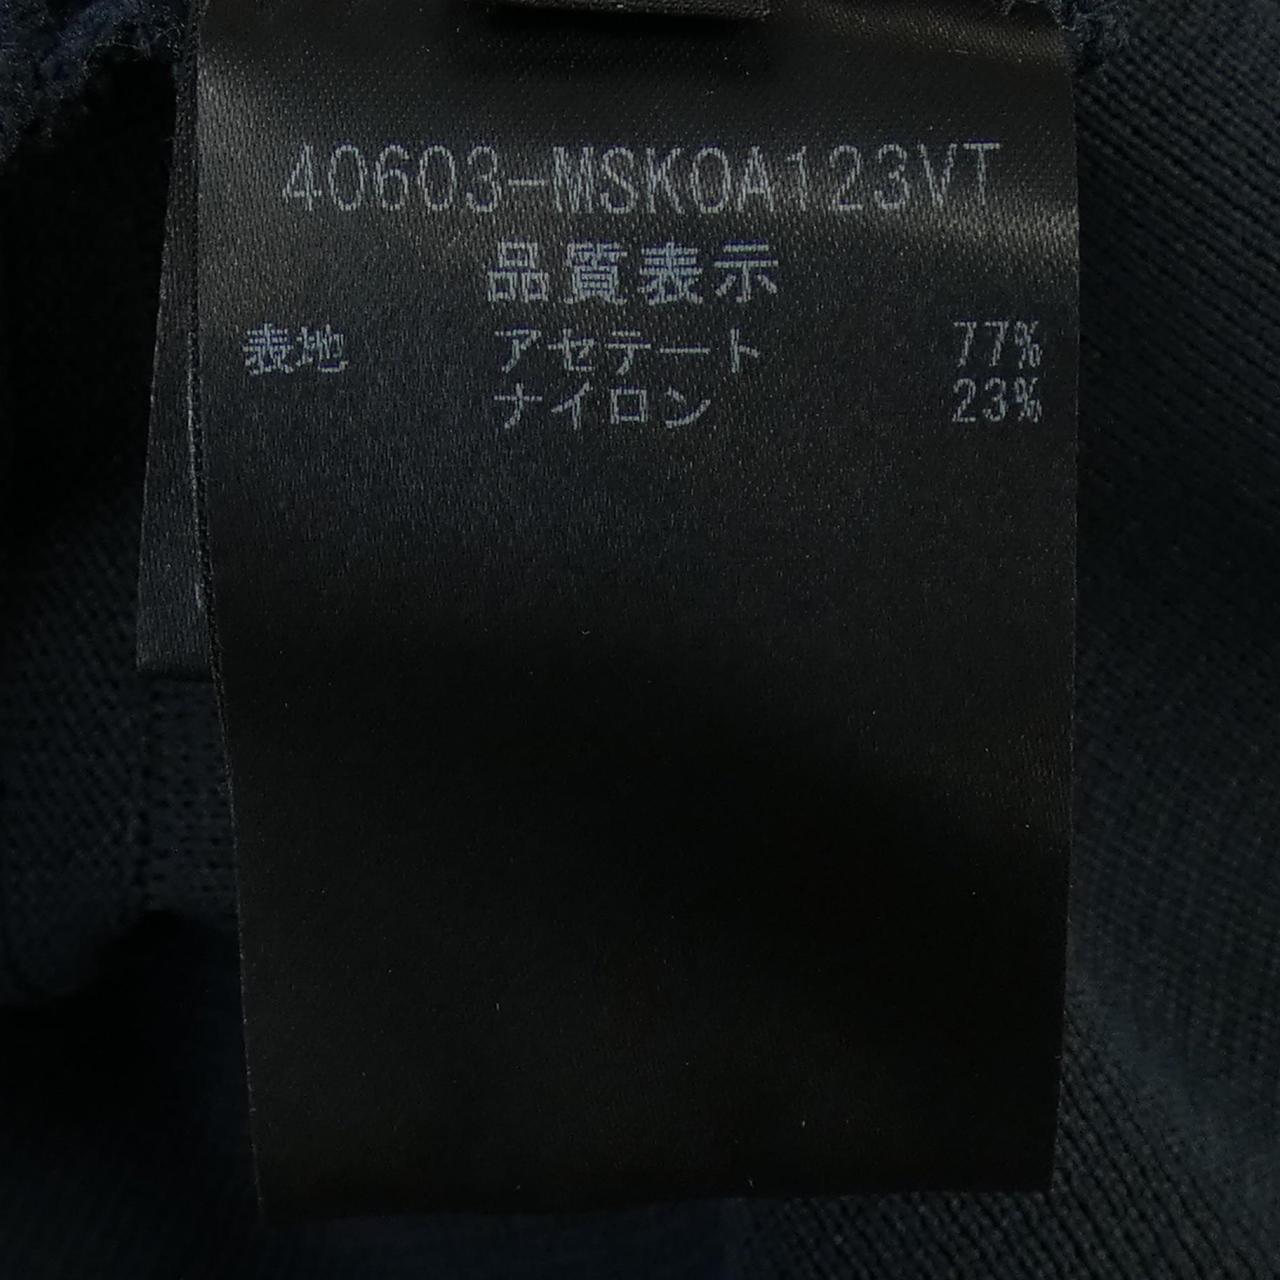 40603-MSK0A123VT
品質表示
表地 アセテート 77%
ナイロン 23%